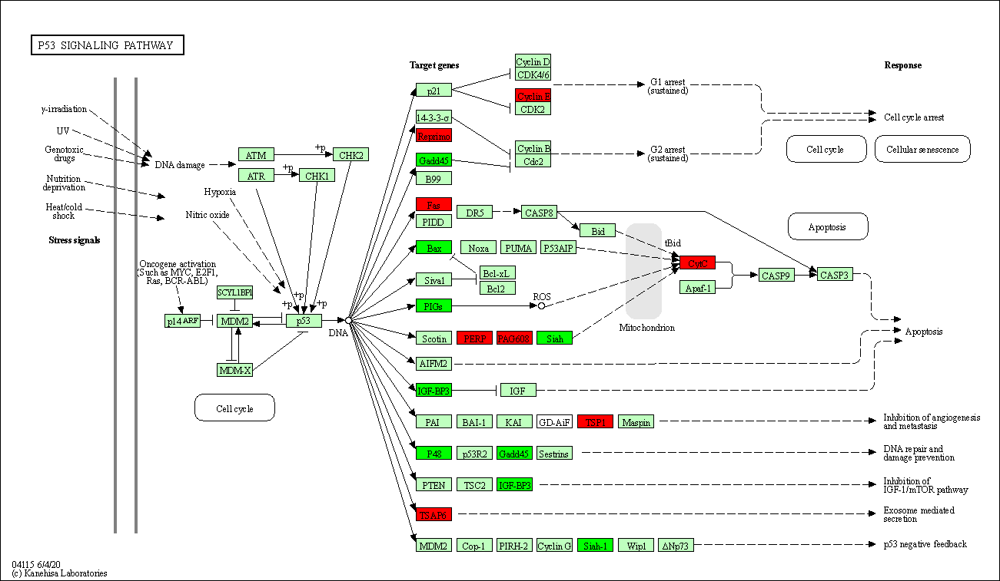 P53 SIGNALING PATHWAY
Target genes
Response
γ-irradiation
UV
Genotoxic
drugs
Nutrition
deprivation
Heat/cold
shock
Stress signals
DNA damage
ATM
+p
CHK2
ATR
+p
CHK1
Hypoxia
Nitric oxide
Oncogene activation
(Such as MYC, E2F1,
Ras, BCR-ABL)
SCYL1BP1
+p
+p
+p
p14ARF
MDM2
p53
DNA
MDM-X
Cell cycle
p21
Cyclin D
CDK4/6
Cyclin E
CDK2
G1 arrest
(sustained)
14-3-3-σ
Reprimo
Cyclin B
Cdc2
G2 arrest
(sustained)
Cell cycle arrest
Cell cycle
Cellular senescence
Gadd45
B99
Fas
PIDD
DR5
CASP8
Bid
tBid
Apoptosis
Bax
Noxa
PUMA
P53AIP
CytC
Apaf-1
CASP9
CASP3
Siva1
Bcl-xL
Bcl2
PIGs
ROS
Mitochondrion
Scotin
PERP
PAG608
Siah
Apoptosis
AIFM2
IGF-BP3
IGF
PAI
BAI-1
KAI
GD-AiF
TSP1
Maspin
Inhibition of angiogenesis
and metastasis
P48
p53R2
Gadd45
Sestrins
DNA repair and
damage prevention
PTEN
TSC2
IGF-BP3
Inhibition of
IGF-1/mTOR pathway
TSAP6
Exosome mediated
secretion
MDM2
Cop-1
PIRH-2
Cyclin G
Siah-1
Wip1
ΔNp73
p53 negative feedback
04115 6/4/20
(c) Kanehisa Laboratories